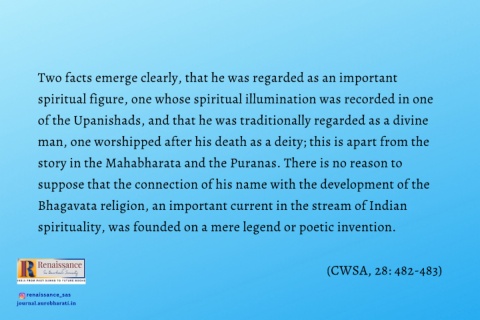 Two facts emerge clearly, that he was regarded as an important
spiritual figure, one whose spiritual illumination was recorded in one
of the Upanishads, and that he was traditionally regarded as a divine
man, one worshipped after his death as a deity; this is apart from the
story in the Mahabharata and the Puranas. There is no reason to
suppose that the connection of his name with the development of the
Bhagavata religion, an important current in the stream of Indian
spirituality, was founded on a mere legend or poetic invention.
(CWSA, 28: 482-483)
Renaissance
renaissance_sas
journal.aurobharati.in